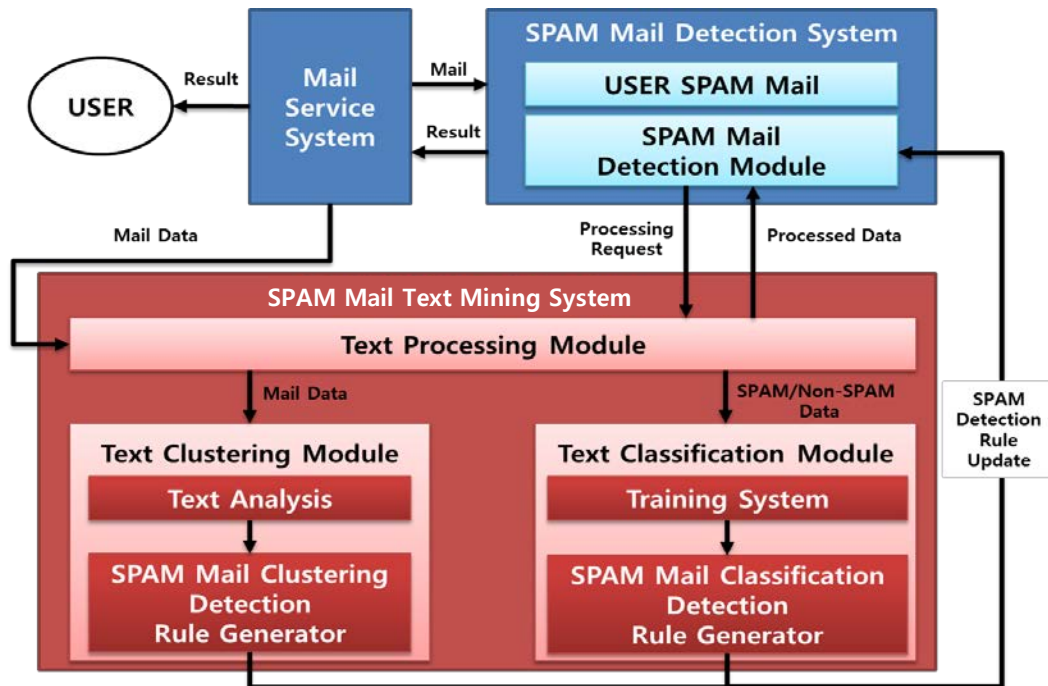 SPAM Mail Detection System
Result
USER
Mail
Service
System
Mail
Result
USER SPAM Mail
SPAM Mail
Detection Module
Mail Data
Processing
Request
Processed Data
SPAM Mail Text Mining System
Text Processing Module
Mail Data
SPAM/Non-SPAM
Data
SPAM
Detection
Rule
Update
Text Clustering Module
Text Analysis
SPAM Mail Clustering
Detection
Rule Generator
Text Classification Module
Training System
SPAM Mail Classification
Detection
Rule Generator